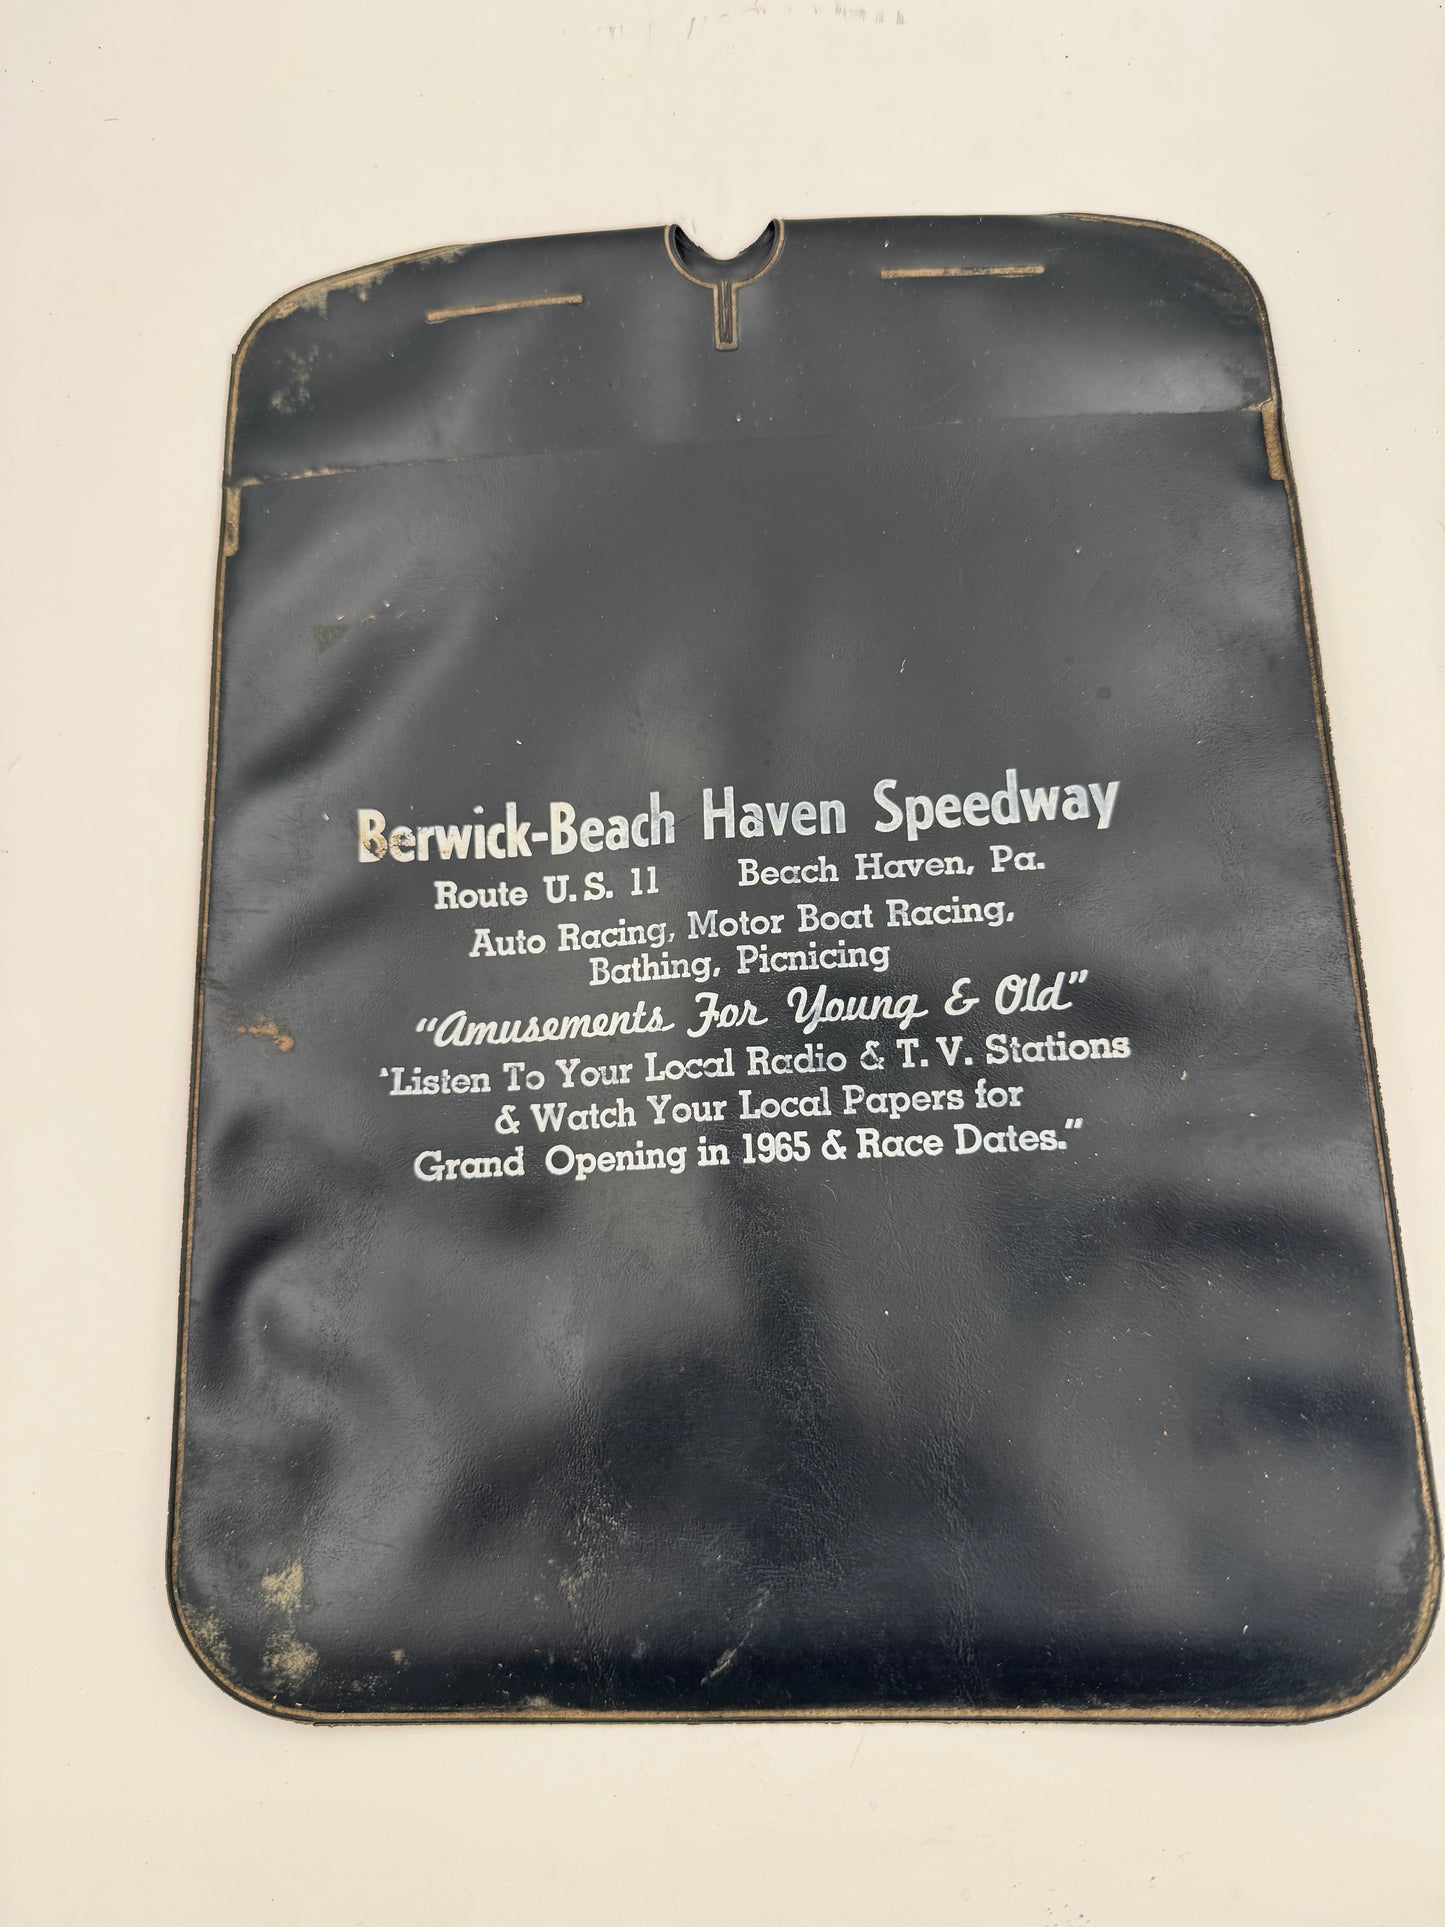 Berwick-Beach Haven Speedway
Route U.S. 11 Beach Haven, Pa.
Auto Racing, Motor Boat Racing,
Bathing, Picnicing
"Amusements For Young & Old"
'Listen To Your Local Radio & T. V. Stations
& Watch Your Local Papers for
Grand Opening in 1965 & Race Dates."